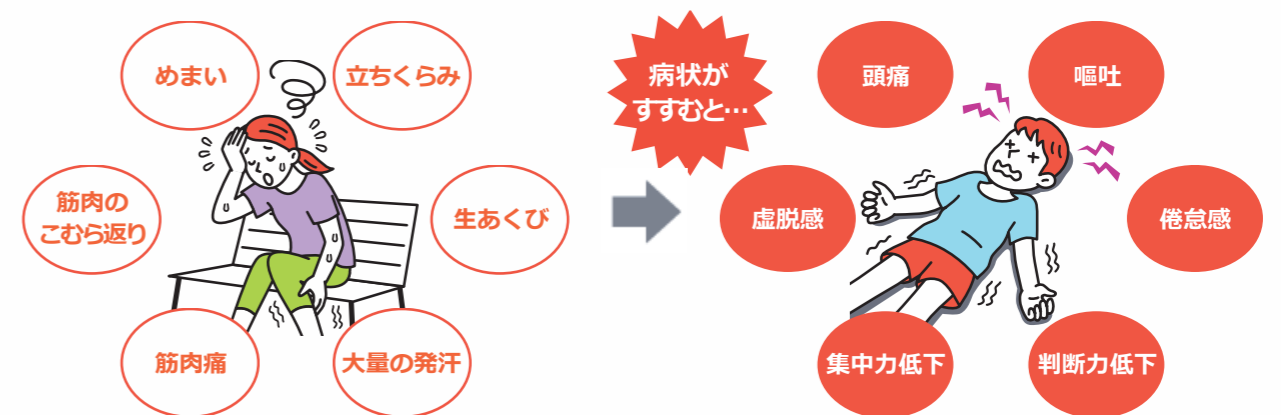 めまい
立ちくらみ
筋肉の
こむら返り
生あくび
筋肉痛
大量の発汗
病状が
すすむと…
頭痛
嘔吐
虚脱感
倦怠感
集中力低下
判断力低下